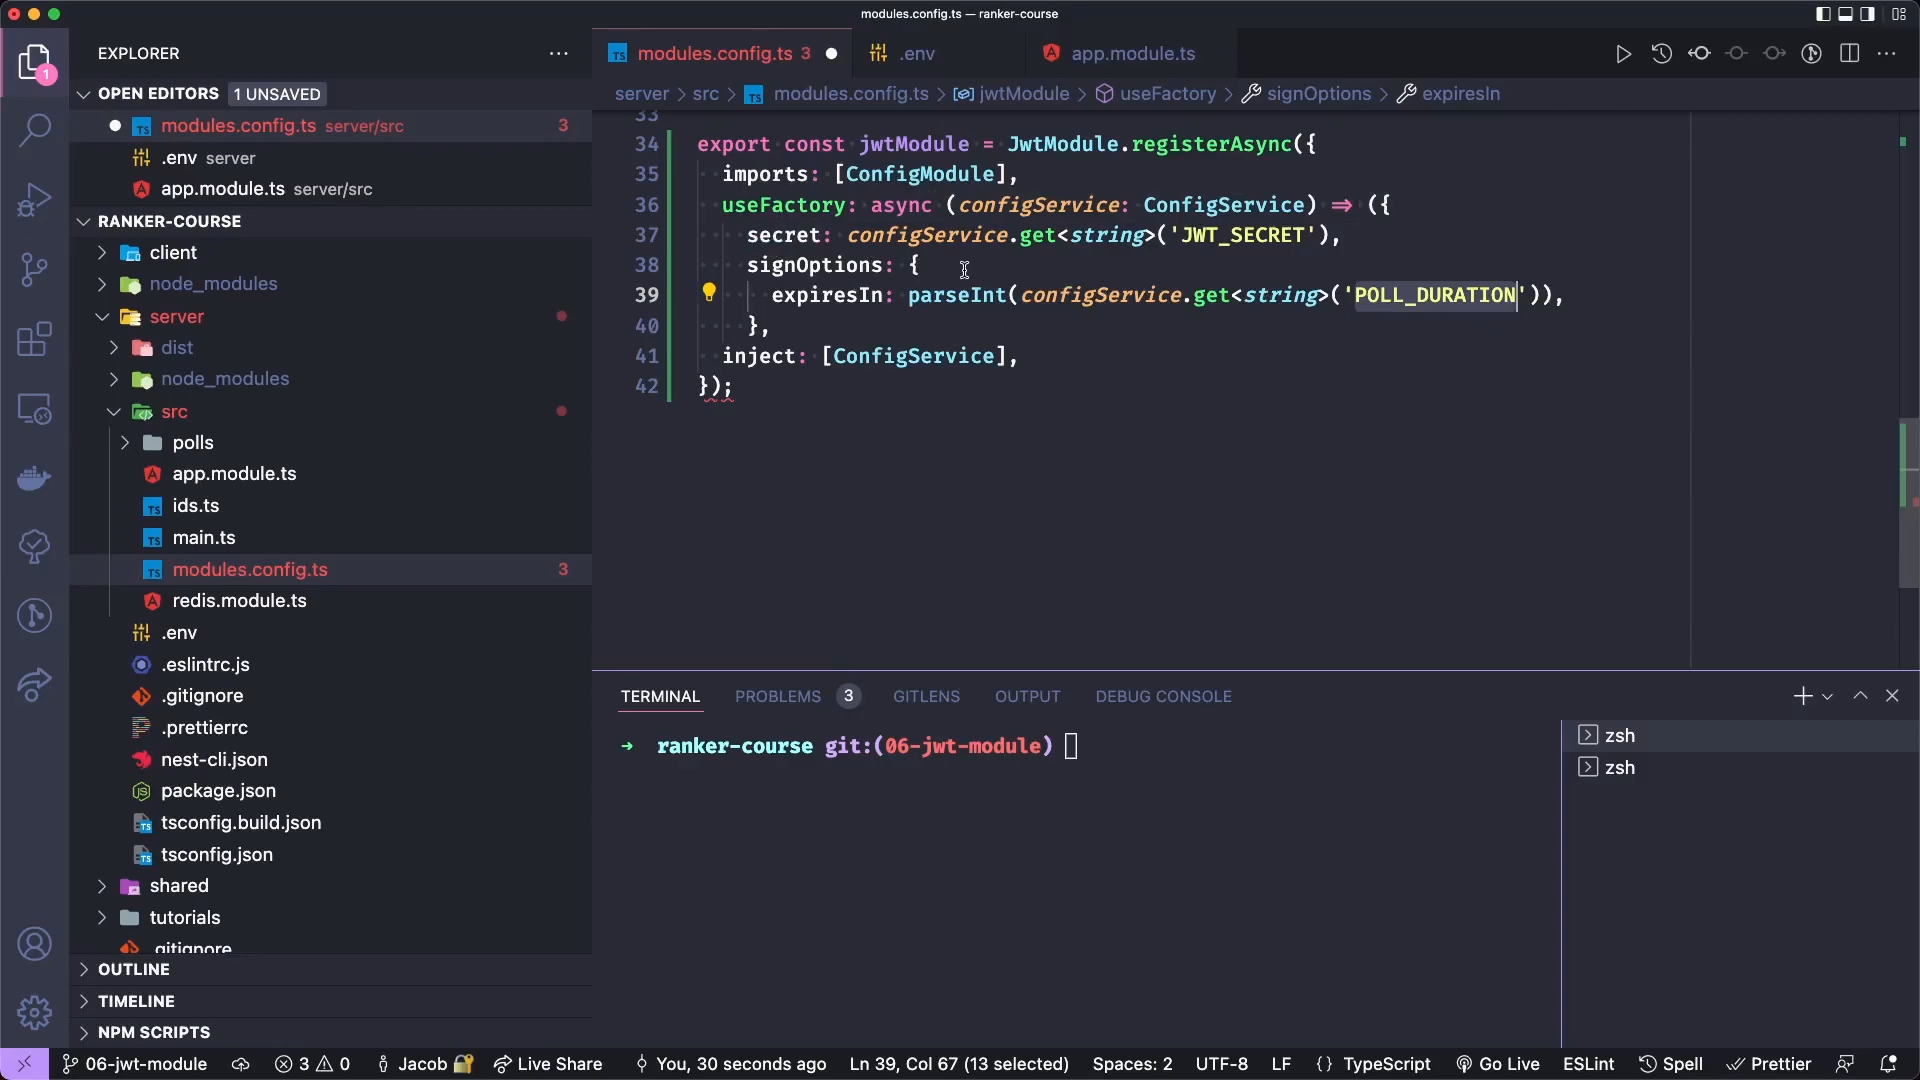 modules.config.ts — ranker-course
EXPLORER
1
OPEN EDITORS 1 UNSAVED
modules.config.ts server/src 3
.env server
app.module.ts server/src
RANKER-COURSE
client
node_modules
server
dist
node_modules
src
polls
app.module.ts
ids.ts
main.ts
modules.config.ts 3
redis.module.ts
.env
.eslintrc.js
.gitignore
.prettierrc
nest-cli.json
package.json
tsconfig.build.json
tsconfig.json
shared
tutorials
.gitignore
OUTLINE
TIMELINE
NPM SCRIPTS
modules.config.ts 3
.env
app.module.ts
server > src > modules.config.ts > jwtModule > useFactory > signOptions > expiresIn
33
34 export const jwtModule = JwtModule.registerAsync({
35 imports: [ConfigModule],
36 useFactory: async (configService: ConfigService) => ({
37 secret: configService.get<string>('JWT_SECRET'),
38 signOptions: {
39 expiresIn: parseInt(configService.get<string>('POLL_DURATION')),
40 },
41 inject: [ConfigService],
42 });
TERMINAL PROBLEMS 3 GITLENS OUTPUT DEBUG CONSOLE
→ ranker-course git:(06-jwt-module)
zsh
zsh
06-jwt-module 3 0 Jacob Live Share You, 30 seconds ago Ln 39, Col 67 (13 selected) Spaces: 2 UTF-8 LF {} TypeScript Go Live ESLint Spell Prettier